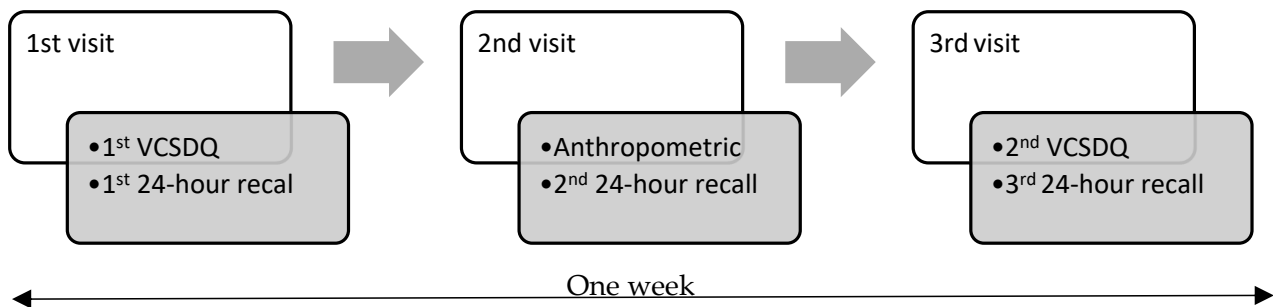 1st visit
•1st VCSDQ
•1st 24-hour recal
2nd visit
•Anthropometric
•2nd 24-hour recall
3rd visit
•2nd VCSDQ
•3rd 24-hour recall
One week